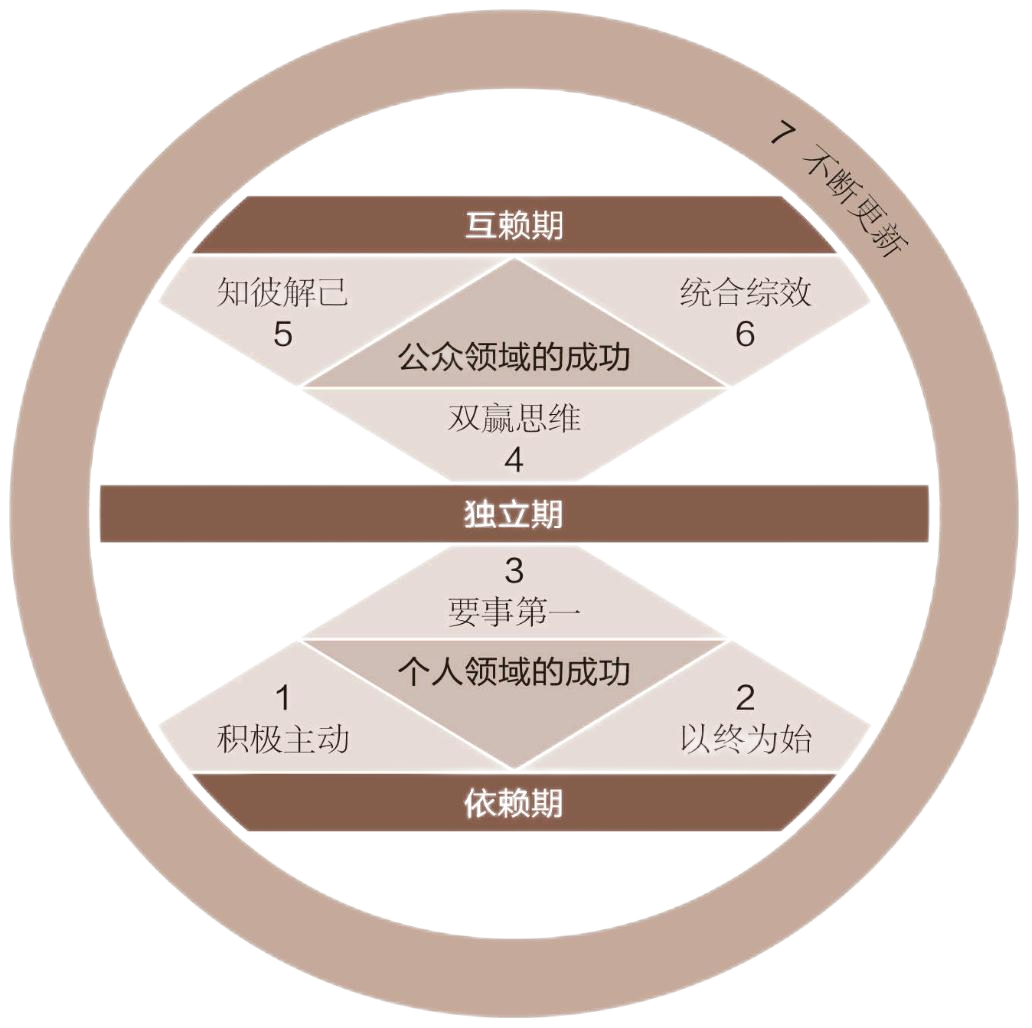 7 不断更新
互赖期
知彼解己
5
统合综效
6
公众领域的成功
双赢思维
4
独立期
3
要事第一
个人领域的成功
1
积极主动
2
以终为始
依赖期